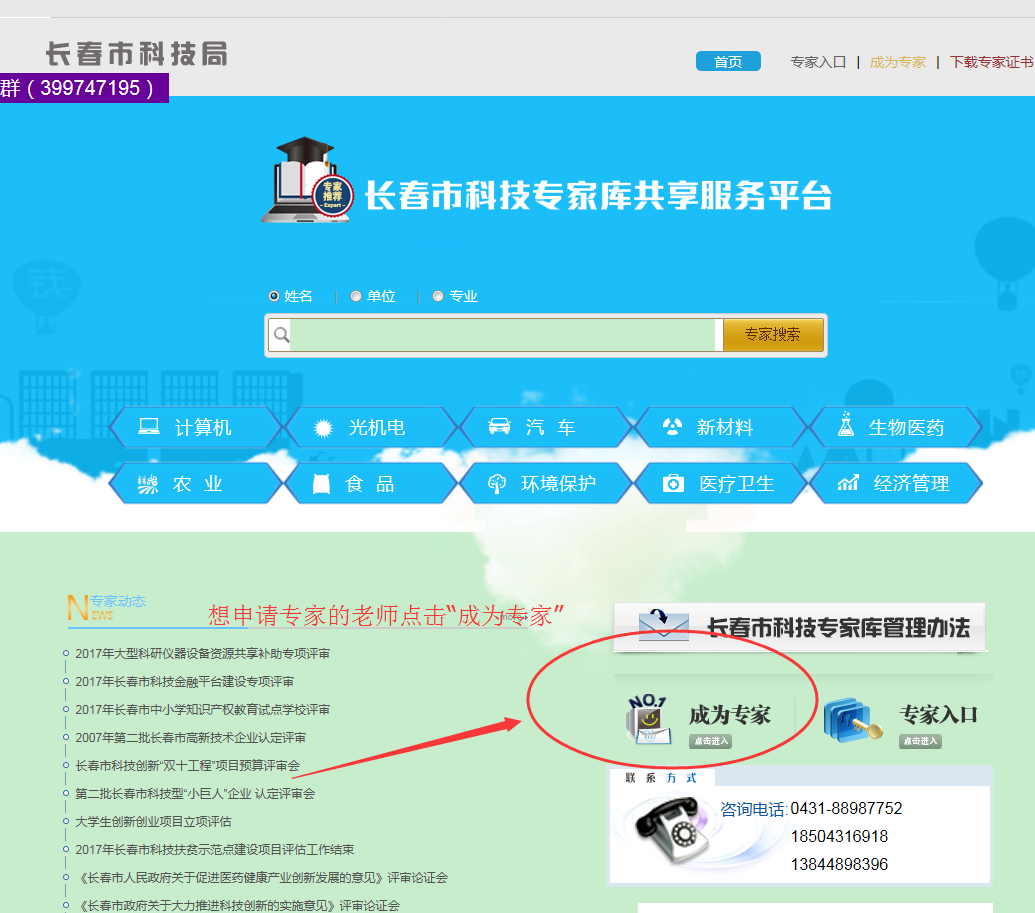 长春市科技局
首页 专家入口 | 成为专家 | 下载专家证书
群（399747195）
专家推荐 -Expert-
长春市科技专家库共享服务平台
钱
姓名 | 单位 | 专业
专家搜索
计算机 光机电 汽 车 新材料 生物医药
农 业 食 品 环境保护 医疗卫生 经济管理
NEWS 专家动态
想申请专家的老师点击“成为专家”
more
长春市科技专家库管理办法
2017年大型科研仪器设备资源共享补助专项评审
2017年长春市科技金融平台建设专项评审
2017年长春市中小学知识产权教育试点学校评审
2007年第二批长春市高新技术企业认定评审
长春市科技创新“双十工程”项目预算评审会
第二批长春市科技型“小巨人”企业 认定评审会
大学生创新创业项目立项评估
2017年长春市科技扶贫示范点建设项目评估工作结束
《长春市人民政府关于促进医药健康产业创新发展的意见》评审论证会
《长春市政府关于大力推进科技创新的实施意见》评审论证会
NO.1 成为专家
点击进入
专家入口
点击进入
联 系 方 式
咨询电话: 0431-88987752
18504316918
13844898396